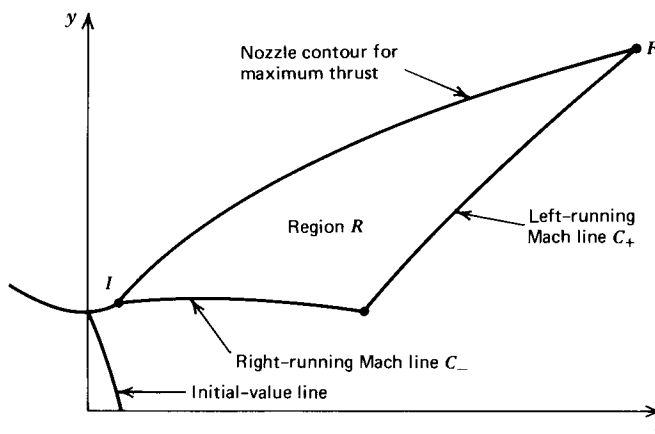 y
Nozzle contour for
maximum thrust
F
Region R
Left-running
Mach line C₊
I
Right-running Mach line C₋
Initial-value line